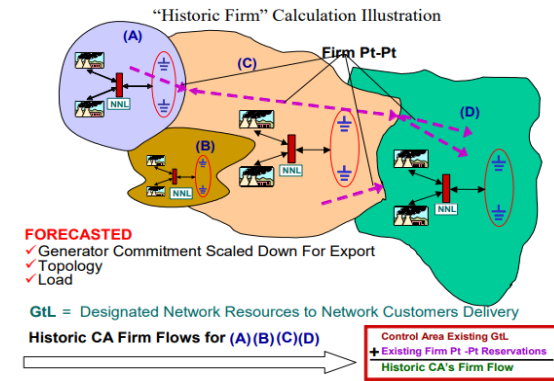 “Historic Firm” Calculation Illustration
(A)
(C)
Firm Pt-Pt
(D)
NNL
(B)
NNL
NNL
NNL
FORECASTED
✓Generator Commitment Scaled Down For Export
✓Topology
✓Load
GtL = Designated Network Resources to Network Customers Delivery
Historic CA Firm Flows for (A)(B)(C)(D)
Control Area Existing GtL
+ Existing Firm Pt -Pt Reservations
Historic CA's Firm Flow